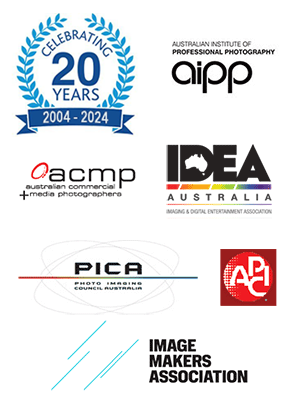 CELEBRATING
20
YEARS
2004 - 2024
AUSTRALIAN INSTITUTE OF
PROFESSIONAL PHOTOGRAPHY
aipp
acmp
australian commercial
+media photographers
IDEA
AUSTRALIA
IMAGING & DIGITAL ENTERTAINMENT ASSOCIATION
PICA
PHOTO IMAGING
COUNCIL AUSTRALIA
APIC
IMAGE
MAKERS
ASSOCIATION